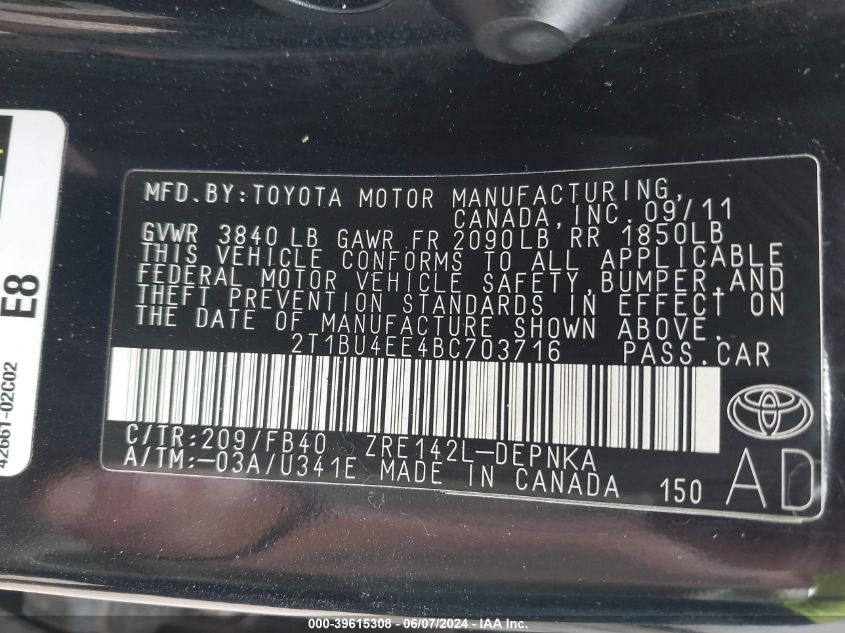 MFD.BY:TOYOTA MOTOR MANUFACTURING,
CANADA, INC. 09/11
GVWR 3840 LB GAWR FR 2090LB RR 1850LB
THIS VEHICLE CONFORMS TO ALL APPLICABLE
FEDERAL MOTOR VEHICLE SAFETY,BUMPER,AND
THEFT PREVENTION STANDARDS IN EFFECT ON
THE DATE OF MANUFACTURE SHOWN ABOVE.
2T1BU4EE4BC703716 PASS.CAR
C/TR:209/FB40 ZRE142L-DEPNKA
A/TM:-03A/U341E MADE IN CANADA 150
AD
E8
42661-02C02
000-39615308 - 06/07/2024 - IAA Inc.